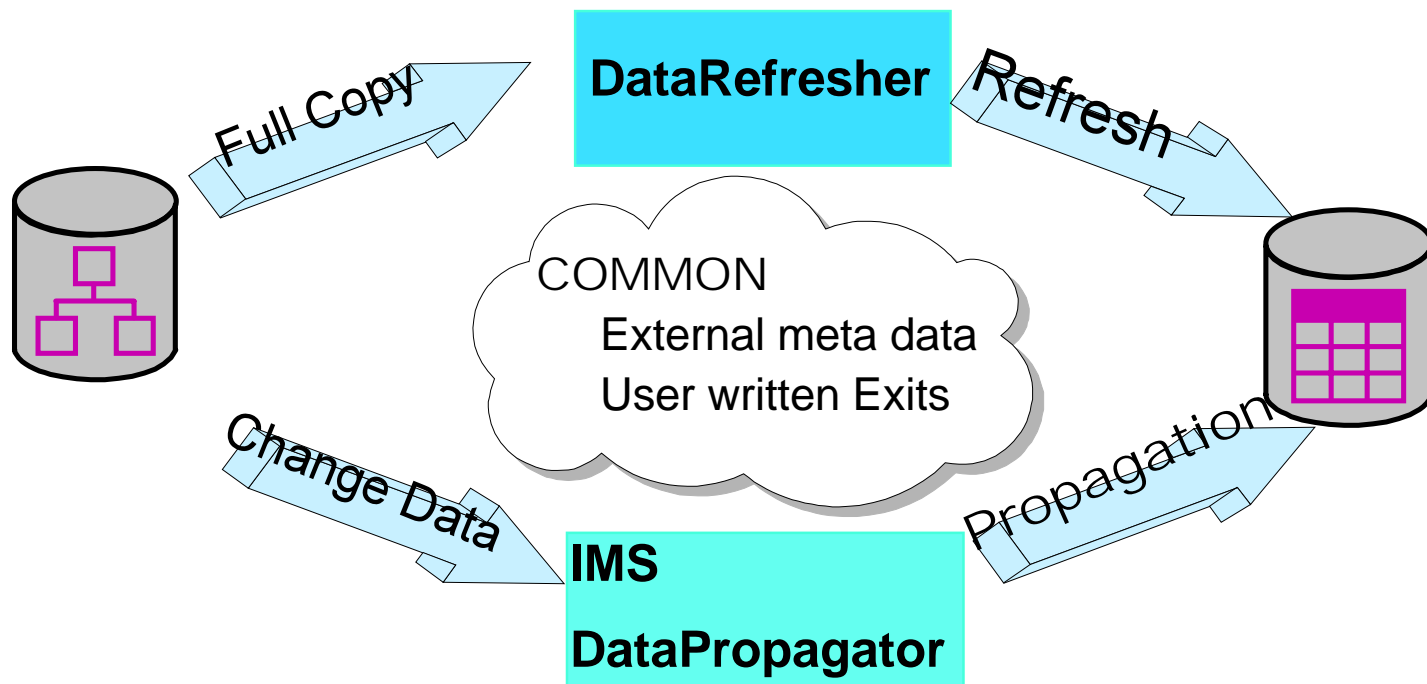 DataRefresher
Full Copy
Refresh
COMMON
External meta data
User written Exits
Change Data
Propagation
IMS
DataPropagator